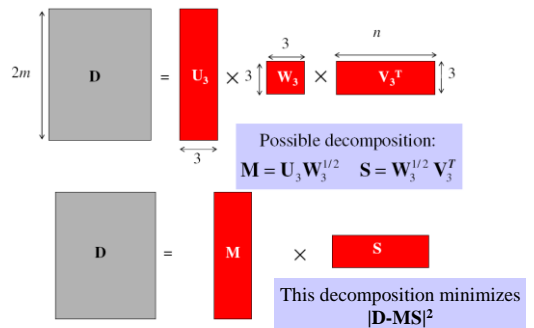 3 n
2m D = U₃ × 3 W₃ × V₃ᵀ 3
3
Possible decomposition:
M = U₃W₃^{1/2} S = W₃^{1/2} V₃ᵀ
D = M × S
This decomposition minimizes
|D-MS|²